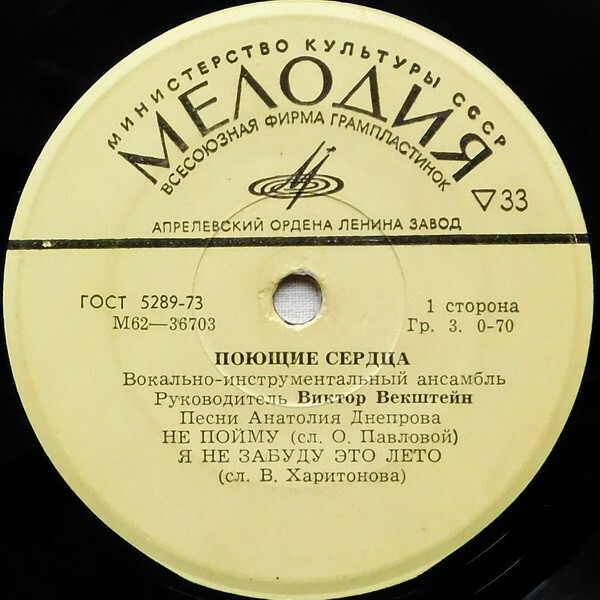 МИНИСТЕРСТВО КУЛЬТУРЫ СССР
МЕЛОДИЯ
ВСЕСОЮЗНАЯ ФИРМА ГРАМПЛАСТИНОК
▽33
АПРЕЛЕВСКИЙ ОРДЕНА ЛЕНИНА ЗАВОД
ГОСТ 5289-73
М62—36703
1 сторона
Гр. 3. 0-70
ПОЮЩИЕ СЕРДЦА
Вокально-инструментальный ансамбль
Руководитель Виктор Векштейн
Песни Анатолия Днепрова
НЕ ПОЙМУ (сл. О. Павловой)
Я НЕ ЗАБУДУ ЭТО ЛЕТО
(сл. В. Харитонова)